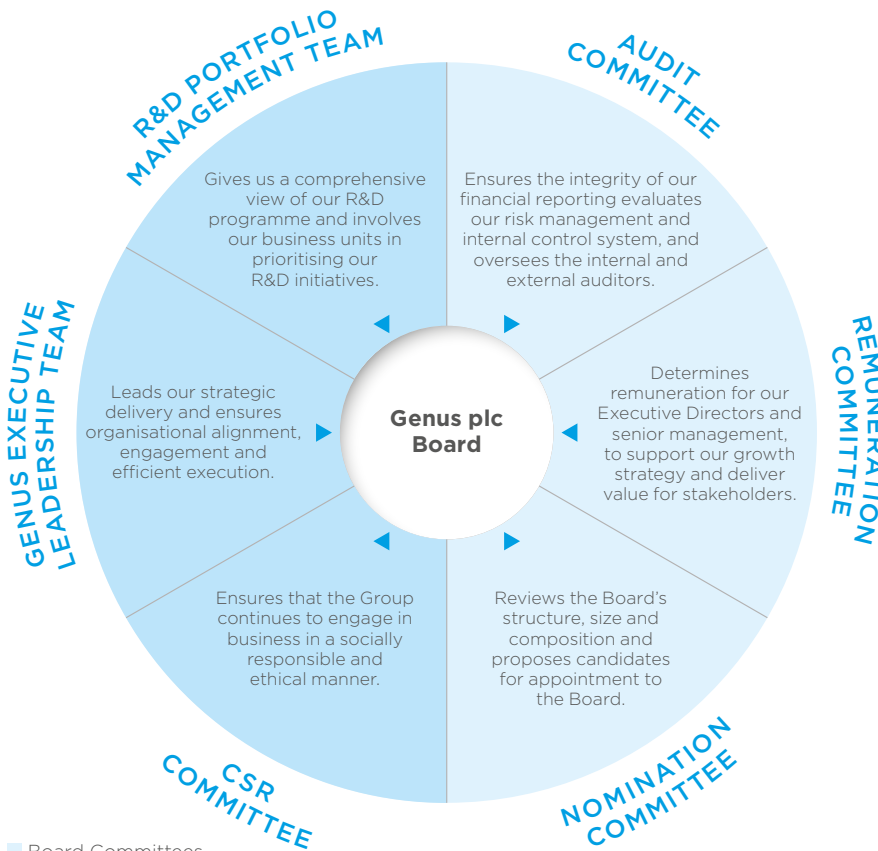 R&D PORTFOLIO
MANAGEMENT TEAM
Gives us a comprehensive
view of our R&D
programme and involves
our business units in
prioritising our
R&D initiatives.
AUDIT
COMMITTEE
Ensures the integrity of our
financial reporting evaluates
our risk management and
internal control system, and
oversees the internal and
external auditors.
GENUS EXECUTIVE
LEADERSHIP TEAM
Leads our strategic
delivery and ensures
organisational alignment,
engagement and
efficient execution.
Genus plc
Board
REMUNERATION
COMMITTEE
Determines
remuneration for our
Executive Directors and
senior management,
to support our growth
strategy and deliver
value for stakeholders.
CSR
COMMITTEE
Ensures that the Group
continues to engage in
business in a socially
responsible and
ethical manner.
NOMINATION
COMMITTEE
Reviews the Board’s
structure, size and
composition and
proposes candidates
for appointment to
the Board.
Board Committees